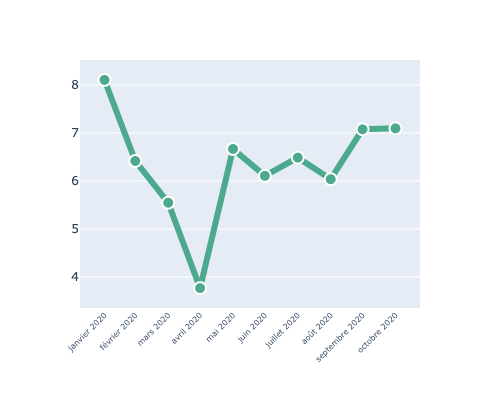 8
7
6
5
4
janvier 2020
février 2020
mars 2020
avril 2020
mai 2020
juin 2020
juillet 2020
août 2020
septembre 2020
octobre 2020